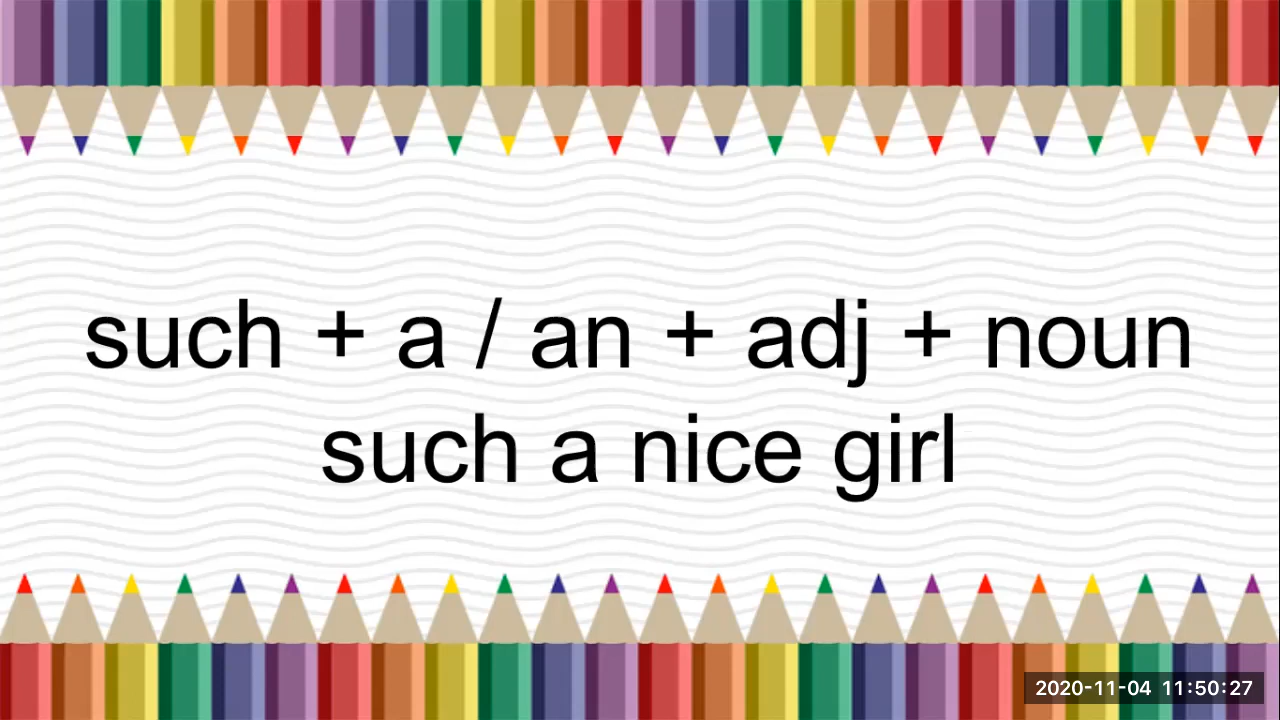 such + a / an + adj + noun
such a nice girl
2020-11-04 11:50:27